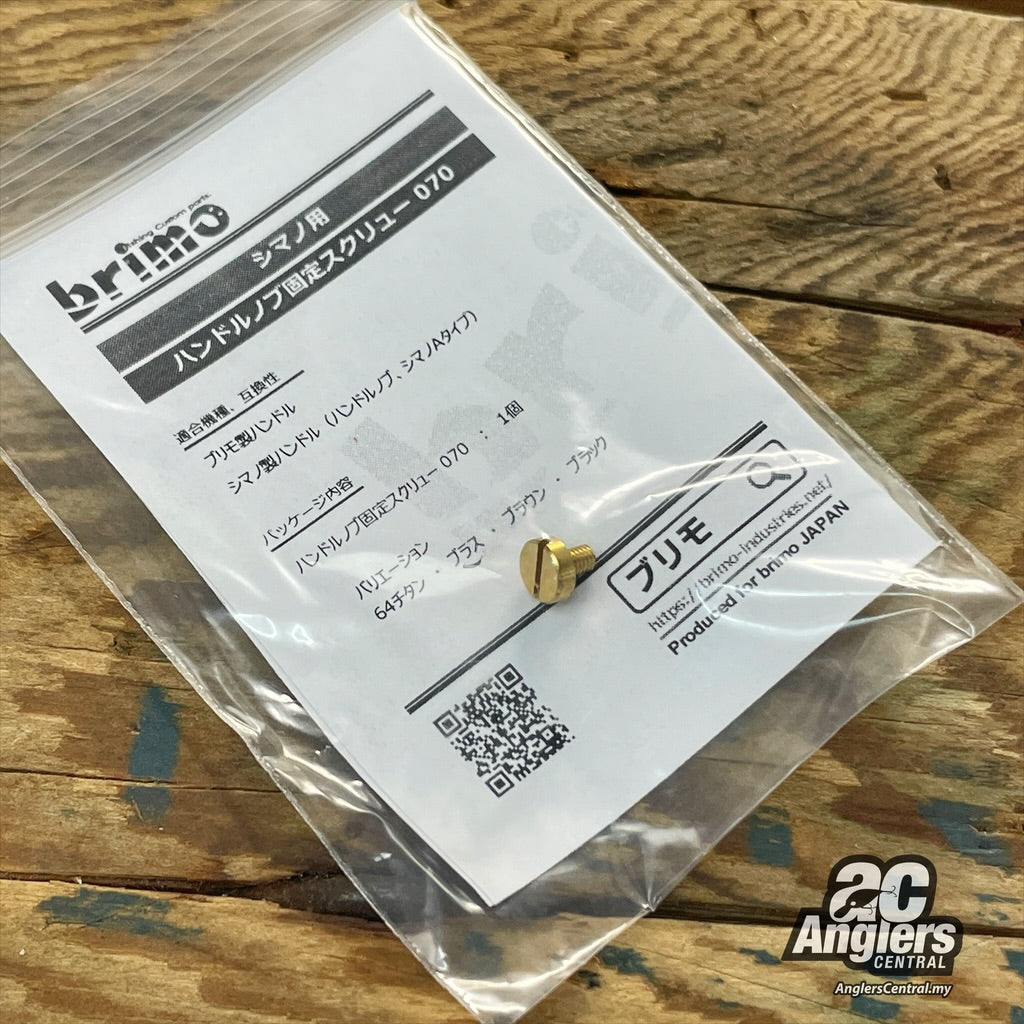 fishing Custom parts
brimo
シマノ用
ハンドルノブ固定スクリュー 070
適合機種、互換性
ブリモ製ハンドル
シマノ製ハンドル (ハンドルノブ、シマノAタイプ)
パッケージ内容
ハンドルノブ固定スクリュー 070 : 1個
バリエーション
64チタン ・ ブラス ・ ブラウン ・ ブラック
ブリモ
https://brimo-industries.net/
Produced for brimo JAPAN
ac
Anglers
CENTRAL
AnglersCentral.my